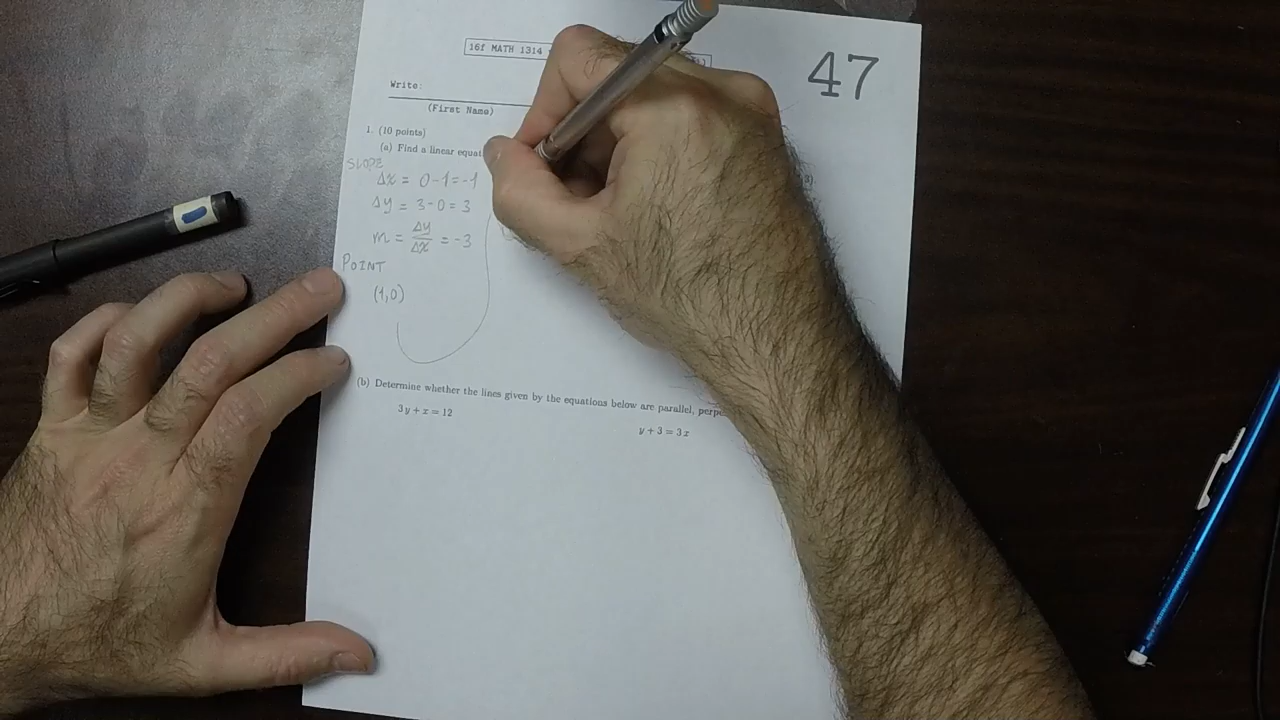 16f MATH 1314
47
Write:
(First Name)
1. (10 points)
(a) Find a linear
3)
SLOPE
Δx = 0-1=-1
Δy = 3-0=3
m = Δy/Δx = -3
POINT
(1,0)
(b) Determine whether the lines given by the equations below are parallel,
3y + x = 12
y + 3 = 3x